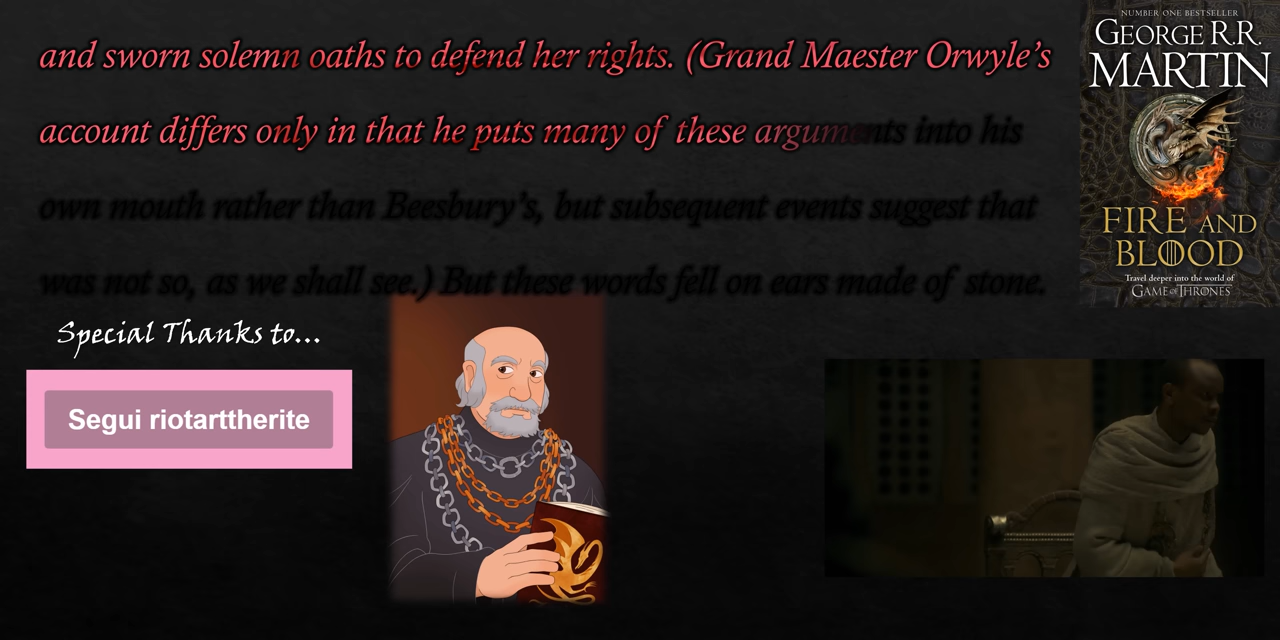 and sworn solemn oaths to defend her rights. (Grand Maester Orwyle’s
account differs only in that he puts many of these arguments into his
own mouth rather than Beesbury’s, but subsequent events suggest that
was not so, as we shall see.) But these words fell on ears made of stone.
NUMBER ONE BESTSELLER
GEORGE R.R.
MARTIN
FIRE AND
BLOOD
Travel deeper into the world of
GAME OF THRONES
Special Thanks to...
Segui riotarttherite